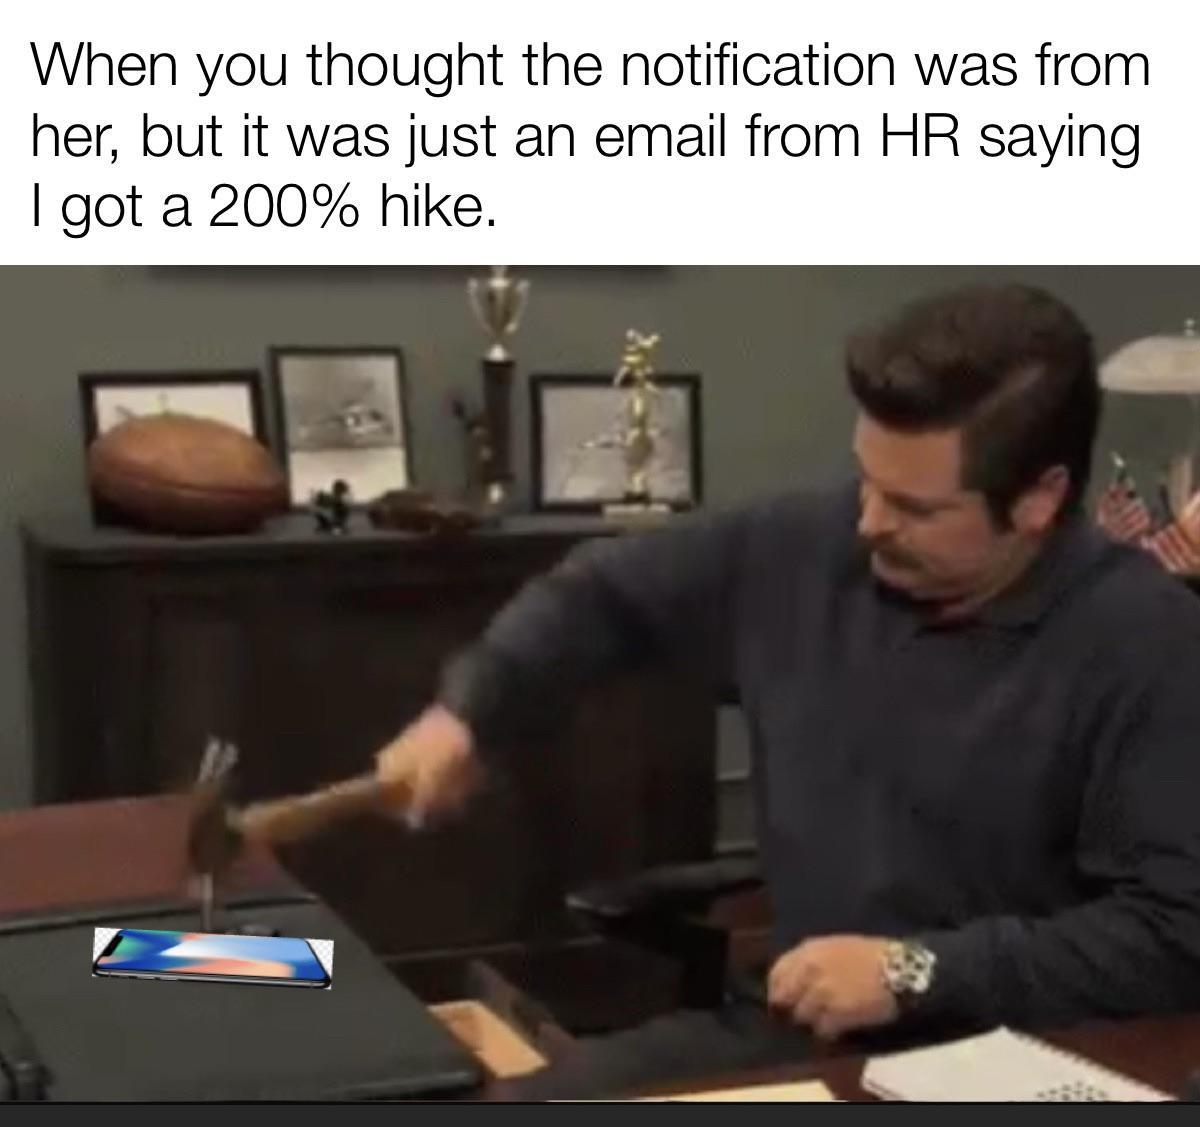 When you thought the notification was from
her, but it was just an email from HR saying
I got a 200% hike.